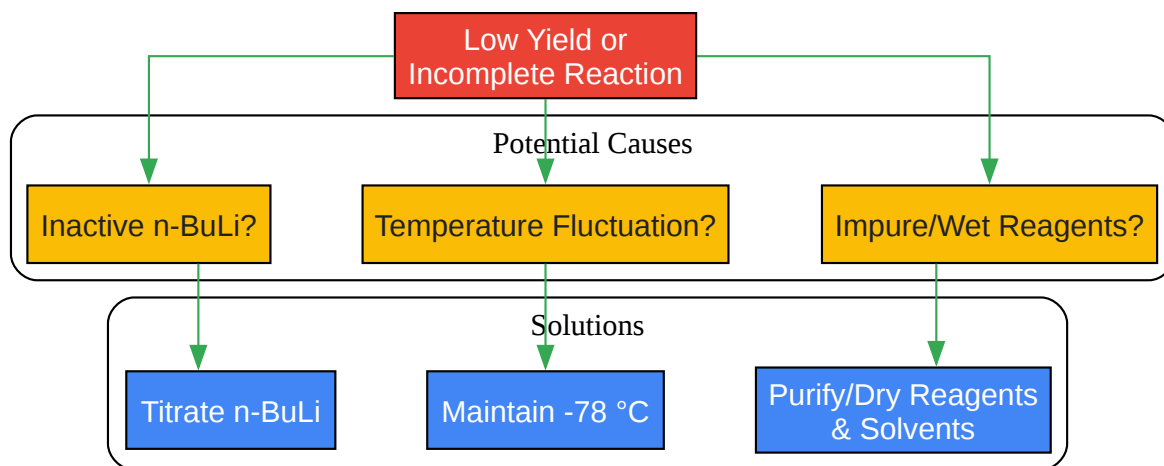 Low Yield or
Incomplete Reaction
Potential Causes
Inactive n-BuLi?
Temperature Fluctuation?
Impure/Wet Reagents?
Solutions
Titrate n-BuLi
Maintain -78 °C
Purify/Dry Reagents
& Solvents